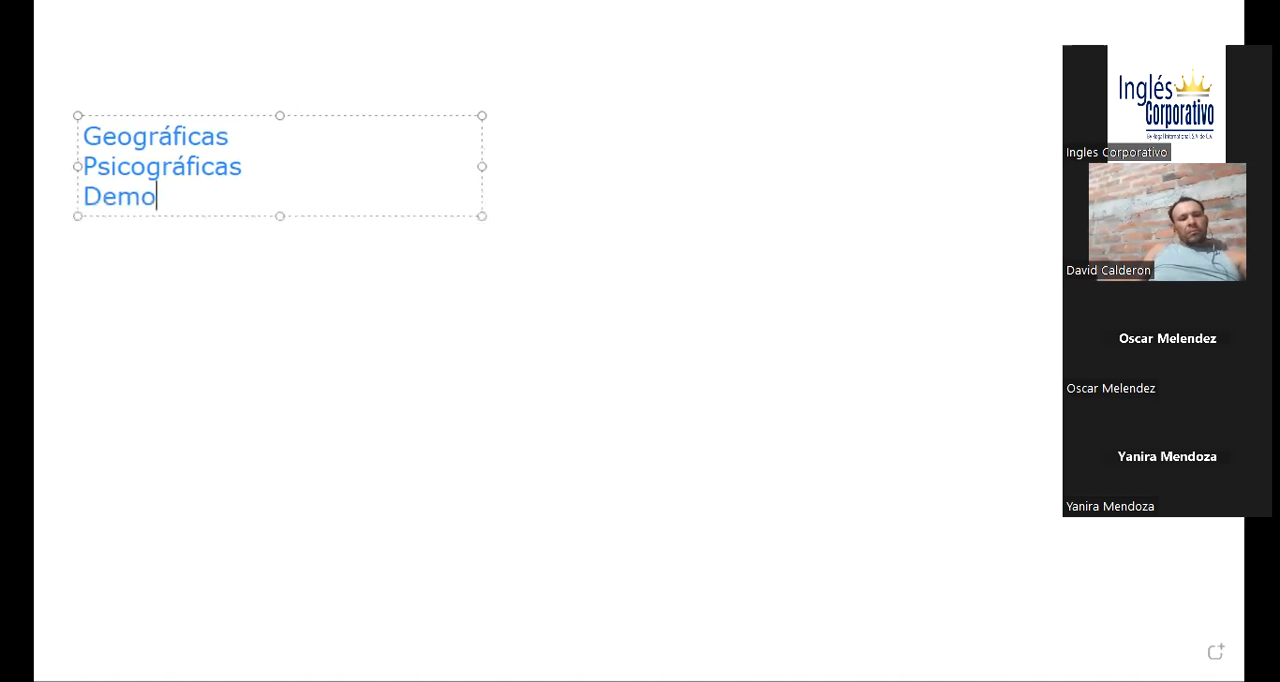 Geográficas
Psicográficas
Demo
Inglés
Corporativo
Ingles Corporativo
David Calderon
Oscar Melendez
Oscar Melendez
Yanira Mendoza
Yanira Mendoza